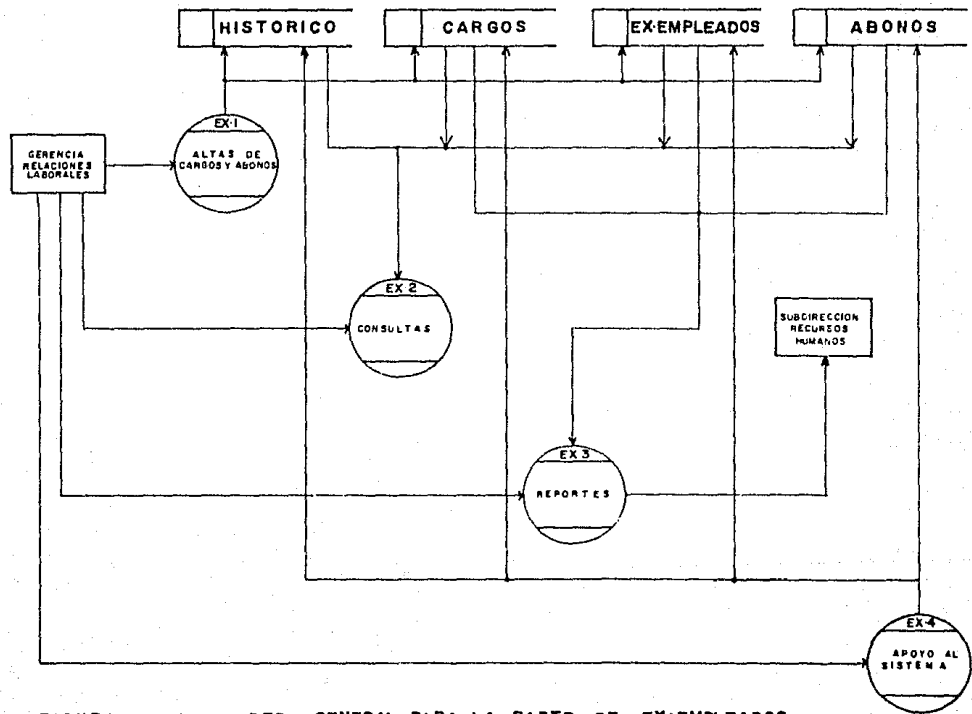 HISTORICO
CARGOS
EX-EMPLEADOS
ABONOS
EX-1
ALTAS DE
CARGOS Y ABONOS
GERENCIA
RELACIONES
LABORALES
EX-2
CONSULTAS
SUBDIRECCION
RECURSOS
HUMANOS
EX 3
REPORTES
EX-4
APOYO AL
SISTEMA